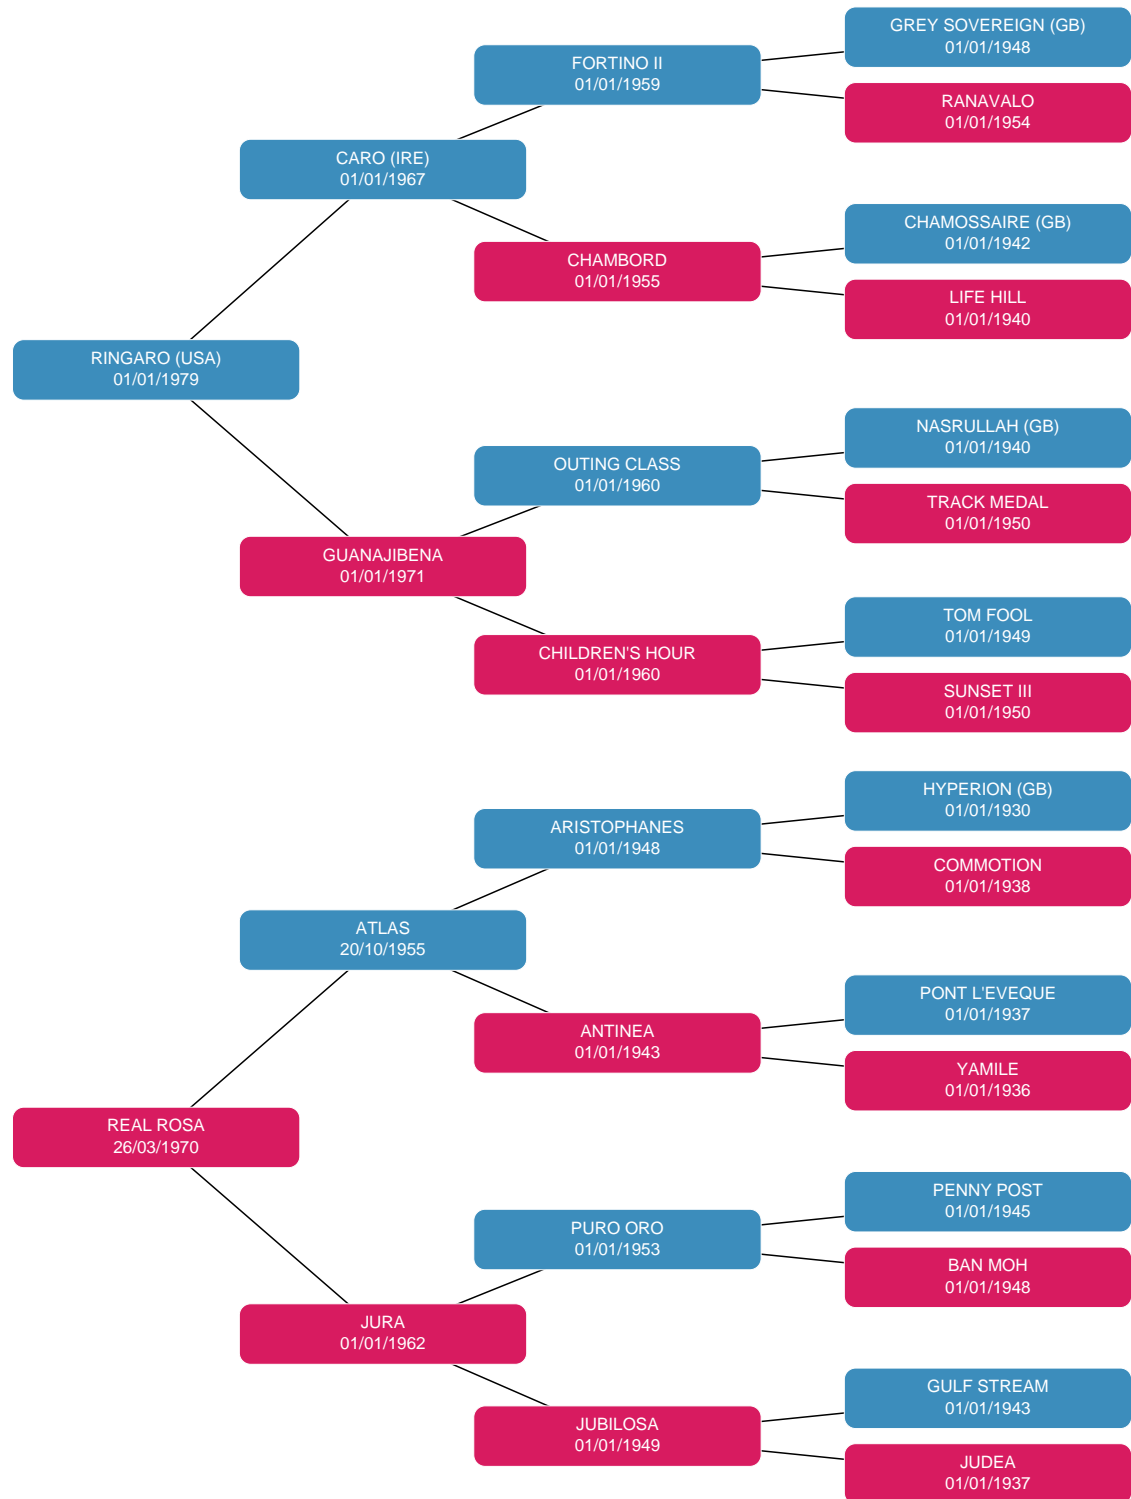 GREY SOVEREIGN (GB)
01/01/1948
FORTINO II
01/01/1959
RANAVALO
01/01/1954
CARO (IRE)
01/01/1967
CHAMOSSAIRE (GB)
01/01/1942
CHAMBORD
01/01/1955
LIFE HILL
01/01/1940
RINGARO (USA)
01/01/1979
NASRULLAH (GB)
01/01/1940
OUTING CLASS
01/01/1960
TRACK MEDAL
01/01/1950
GUANAJIBENA
01/01/1971
TOM FOOL
01/01/1949
CHILDREN'S HOUR
01/01/1960
SUNSET III
01/01/1950
HYPERION (GB)
01/01/1930
ARISTOPHANES
01/01/1948
COMMOTION
01/01/1938
ATLAS
20/10/1955
PONT L'EVEQUE
01/01/1937
ANTINEA
01/01/1943
YAMILE
01/01/1936
REAL ROSA
26/03/1970
PENNY POST
01/01/1945
PURO ORO
01/01/1953
BAN MOH
01/01/1948
JURA
01/01/1962
GULF STREAM
01/01/1943
JUBILOSA
01/01/1949
JUDEA
01/01/1937